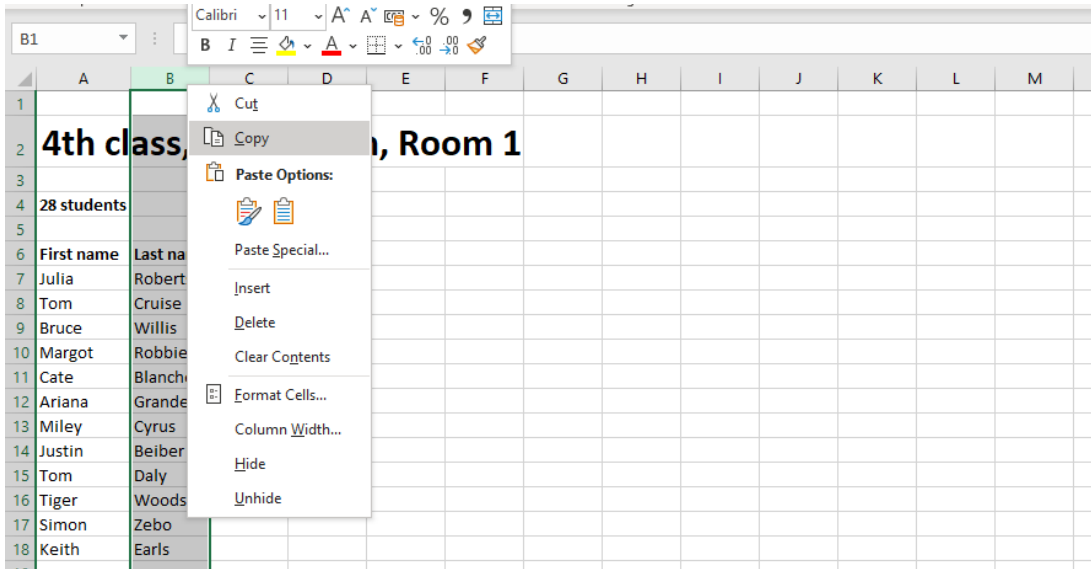 Calibri 11 A^ A˅ % 9
B1 B I A .00 .00
A B C D E F G H I J K L M
1 Cut
2 4th class, n, Room 1 Copy
3 Paste Options:
4 28 students
5 Paste Special...
6 First name Last na
7 Julia Robert Insert
8 Tom Cruise
9 Bruce Willis Delete
10 Margot Robbie Clear Contents
11 Cate Blanch
12 Ariana Grande Format Cells...
13 Miley Cyrus Column Width...
14 Justin Beiber Hide
15 Tom Daly
16 Tiger Woods Unhide
17 Simon Zebo
18 Keith Earls